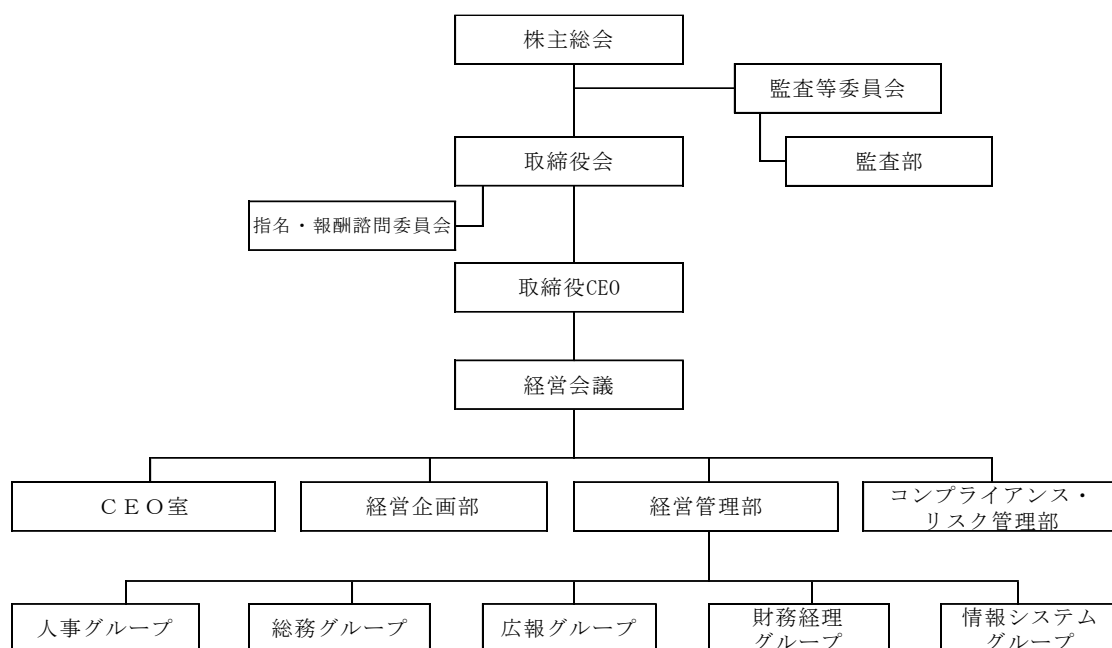 株主総会
監査等委員会
取締役会
監査部
指名・報酬諮問委員会
取締役CEO
経営会議
ＣＥＯ室
経営企画部
経営管理部
コンプライアンス・
リスク管理部
人事グループ
総務グループ
広報グループ
財務経理
グループ
情報システム
グループ